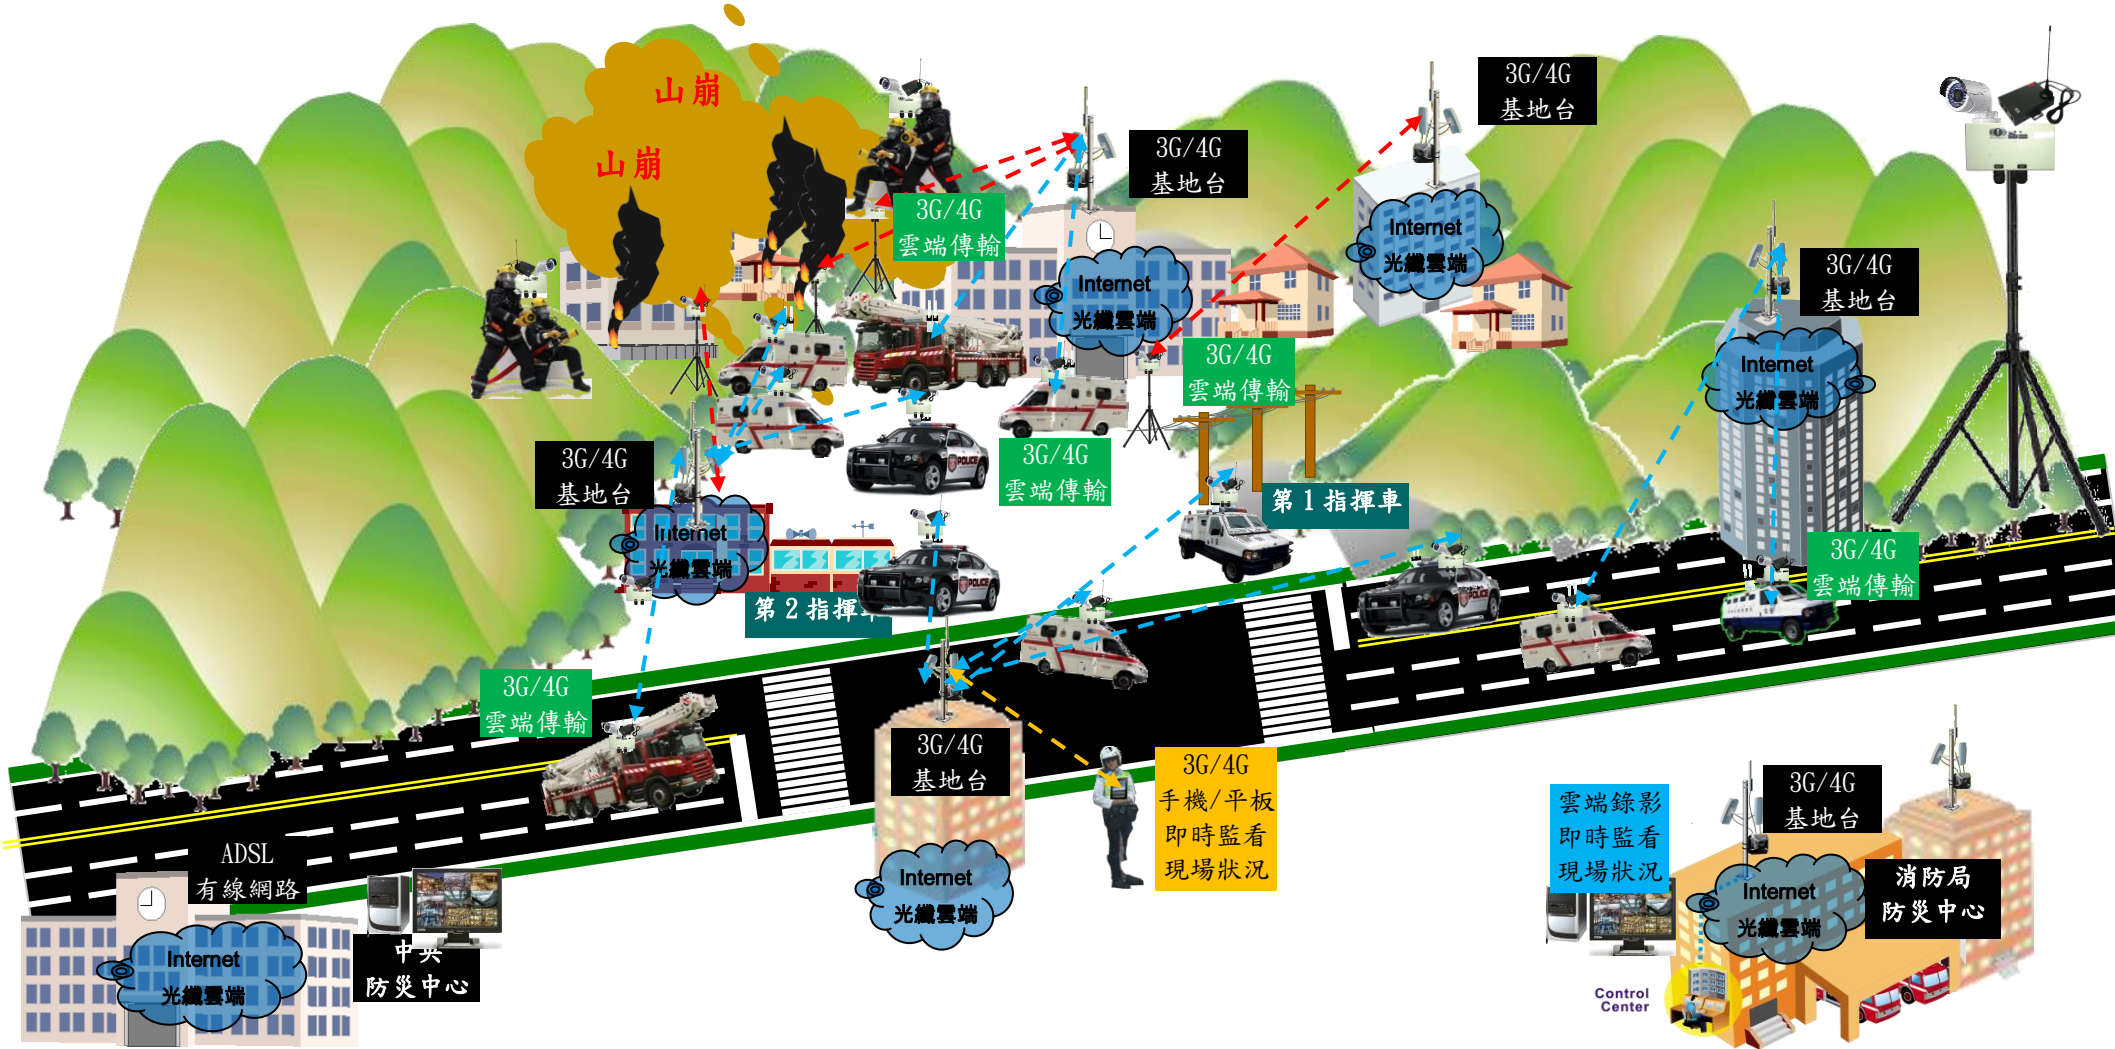 山崩
山崩
3G/4G
基地台
3G/4G
基地台
3G/4G
雲端傳輸
Internet
光纖雲端
Internet
光纖雲端
3G/4G
基地台
3G/4G
雲端傳輸
Internet
光纖雲端
3G/4G
基地台
3G/4G
雲端傳輸
第1指揮車
POLICE
Internet
光纖雲端
第2指揮車
POLICE
3G/4G
雲端傳輸
3G/4G
雲端傳輸
3G/4G
基地台
3G/4G
手機/平板
即時監看
現場狀況
Internet
光纖雲端
ADSL
有線網路
Internet
光纖雲端
中央
防災中心
雲端錄影
即時監看
現場狀況
3G/4G
基地台
Internet
光纖雲端
消防局
防災中心
Control
Center